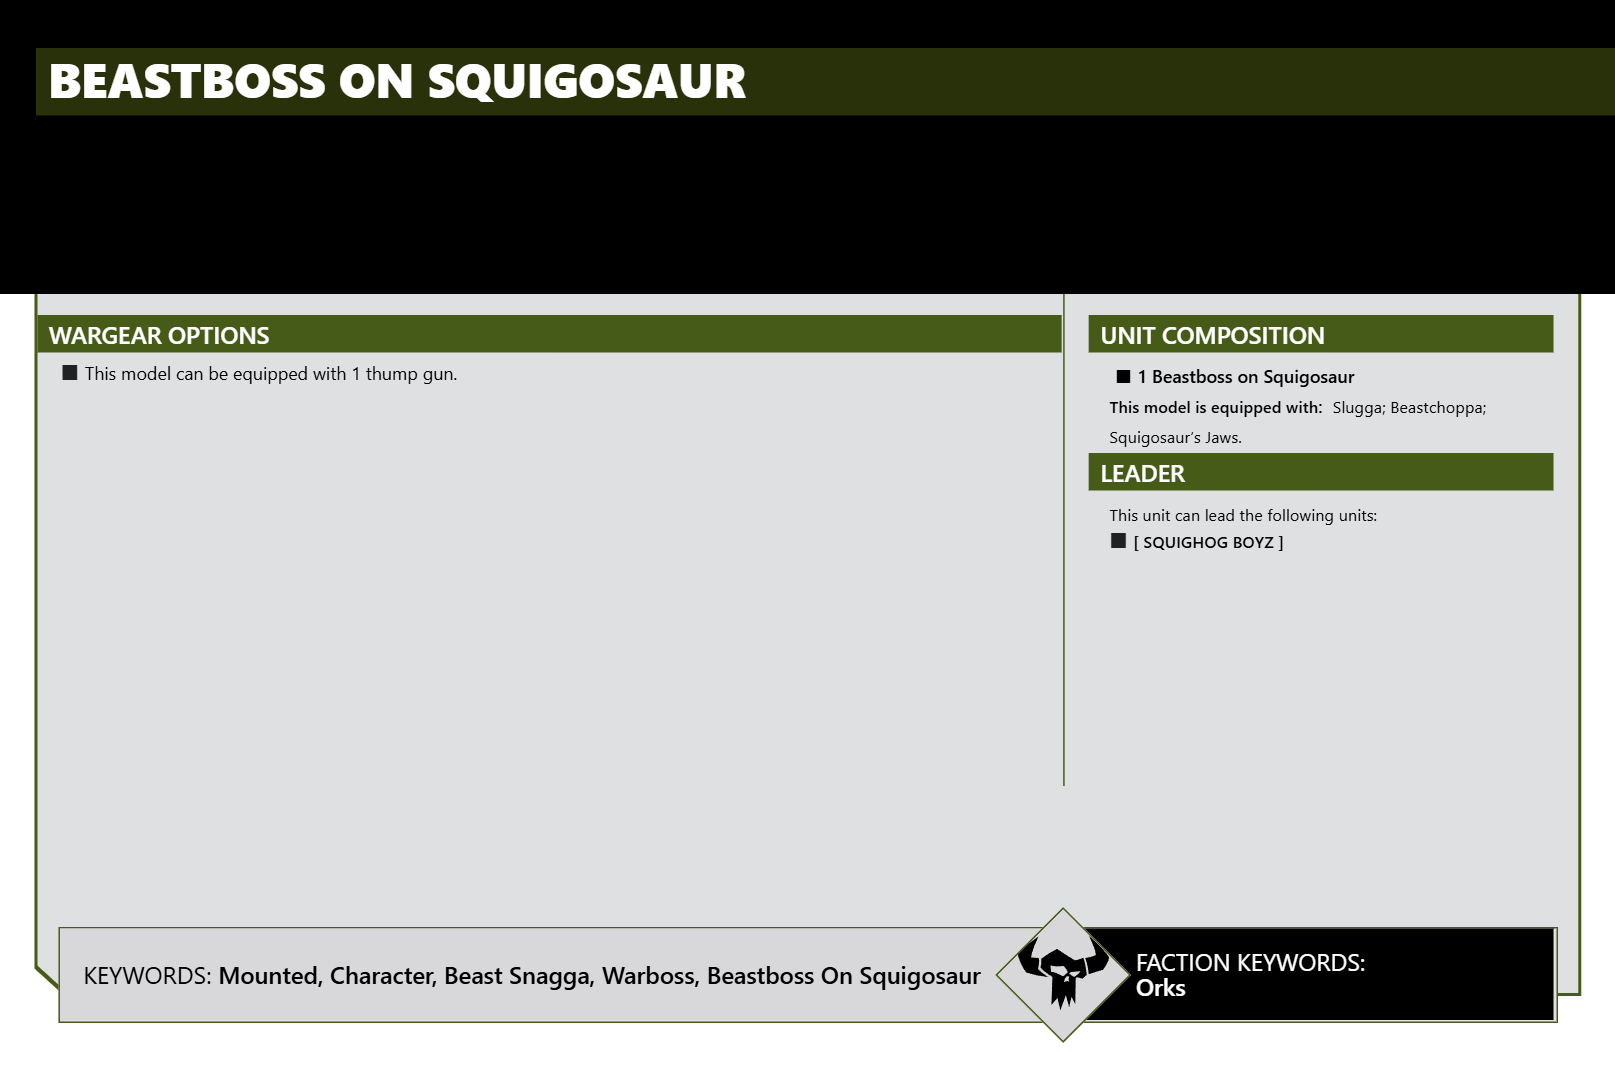 BEASTBOSS ON SQUIGOSAUR
WARGEAR OPTIONS
This model can be equipped with 1 thump gun.
UNIT COMPOSITION
1 Beastboss on Squigosaur
This model is equipped with: Slugga; Beastchoppa;
Squigosaur’s Jaws.
LEADER
This unit can lead the following units:
[ SQUIGHOG BOYZ ]
KEYWORDS: Mounted, Character, Beast Snagga, Warboss, Beastboss On Squigosaur
FACTION KEYWORDS:
Orks